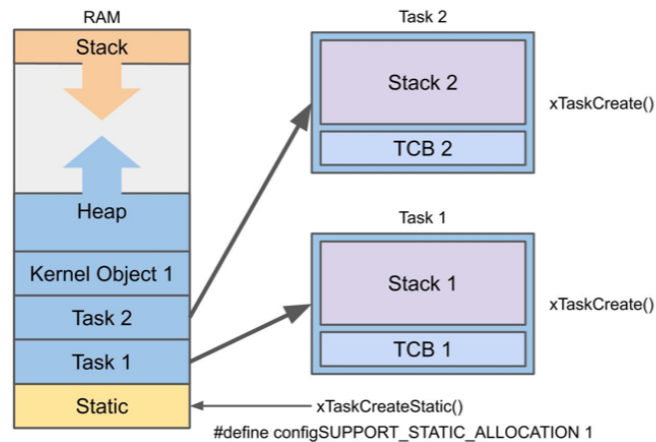 RAM
Stack
Heap
Kernel Object 1
Task 2
Task 1
Static
Task 2
Stack 2
TCB 2
xTaskCreate()
Task 1
Stack 1
TCB 1
xTaskCreate()
xTaskCreateStatic()
#define configSUPPORT_STATIC_ALLOCATION 1